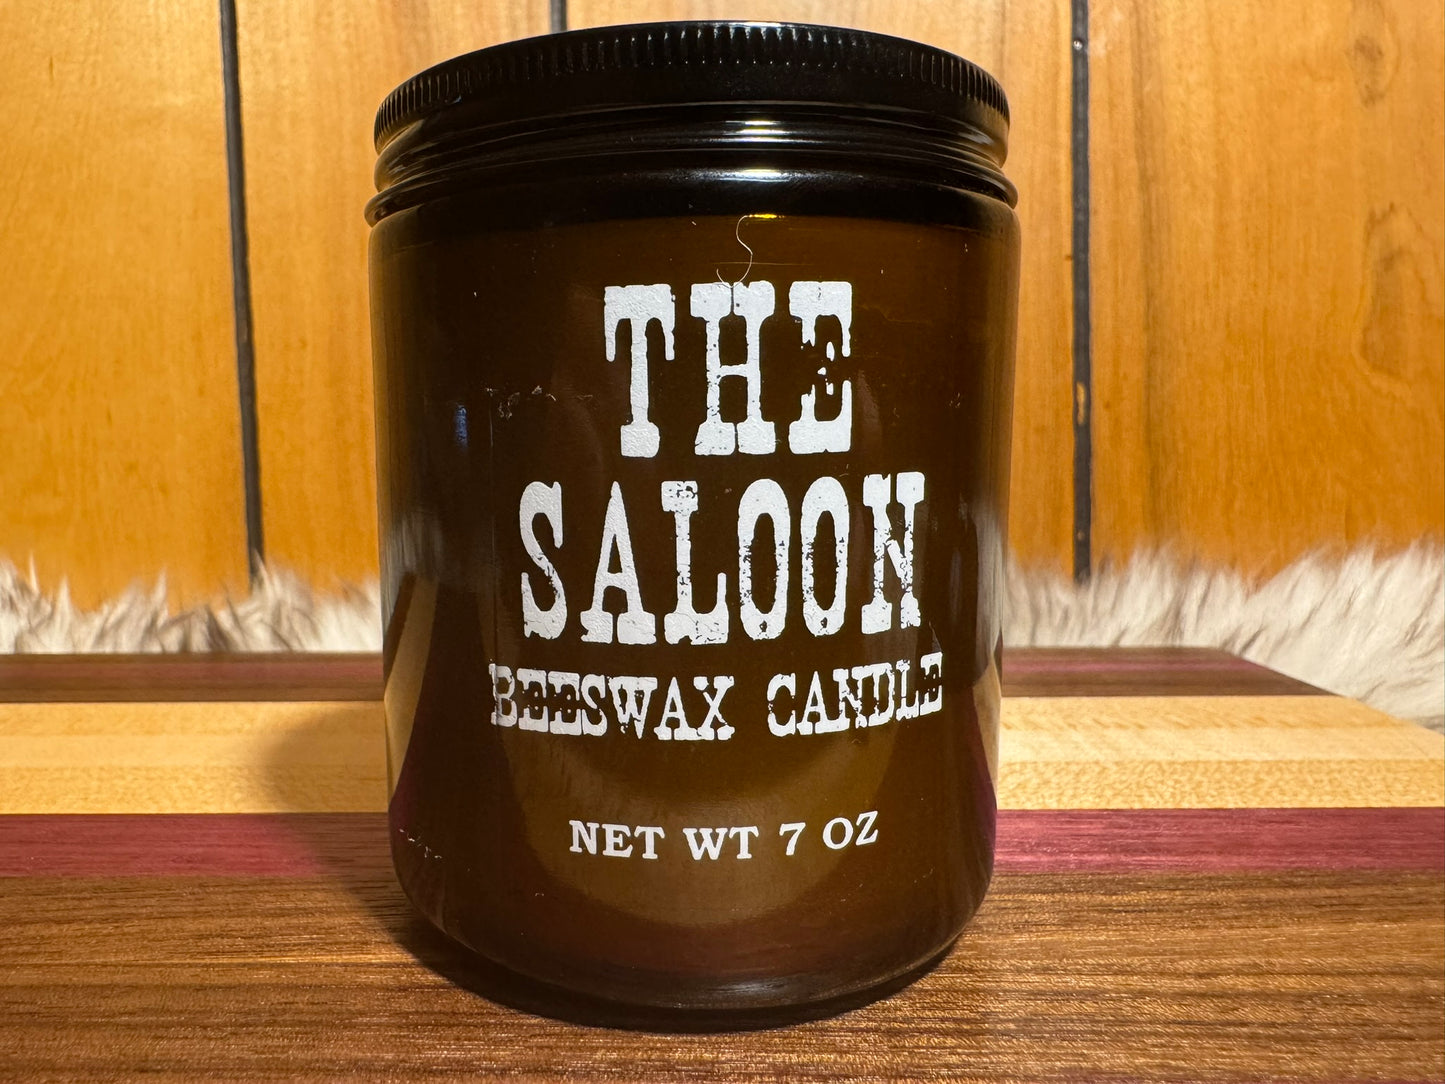 THE
SALOON
BEESWAX CANDLE
NET WT 7 OZ